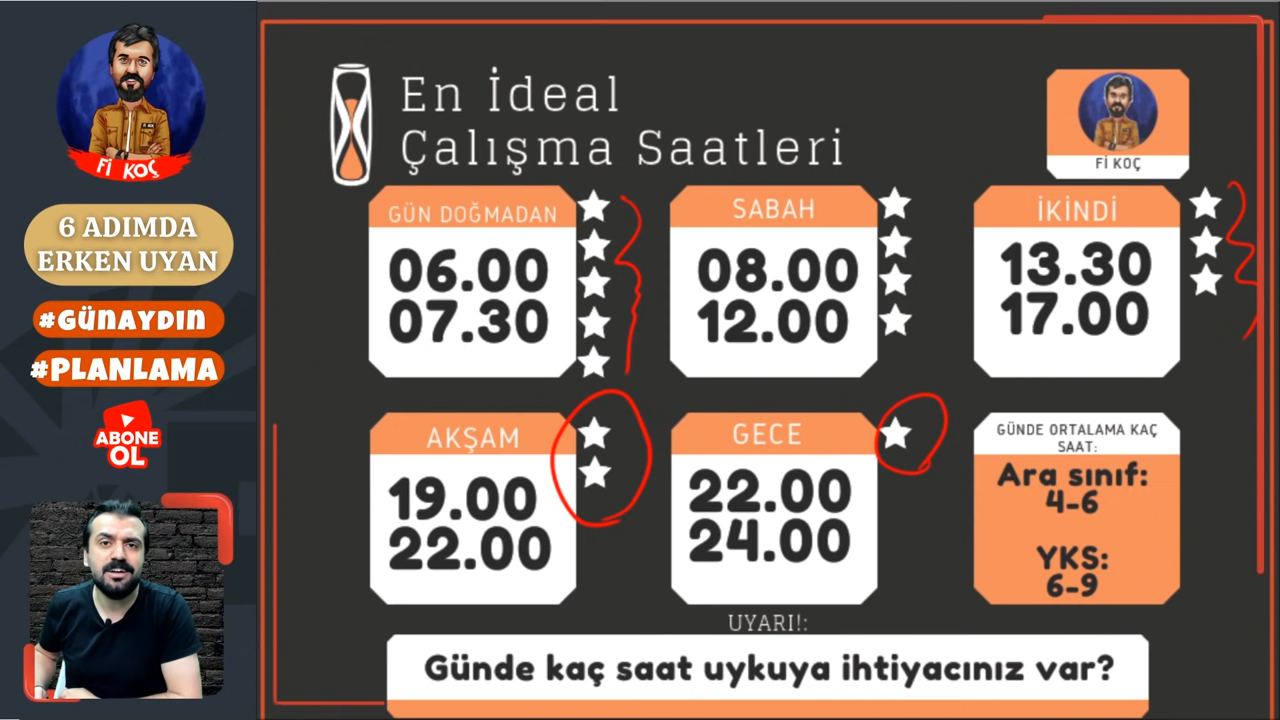 Fİ KOÇ
6 ADIMDA
ERKEN UYAN
#GÜNAYDIN
#PLANLAMA
ABONE
OL
En İdeal
Çalışma Saatleri
Fİ KOÇ
GÜN DOĞMADAN
06.00
07.30
SABAH
08.00
12.00
İKİNDİ
13.30
17.00
AKŞAM
19.00
22.00
GECE
22.00
24.00
GÜNDE ORTALAMA KAÇ
SAAT:
Ara sınıf:
4-6
YKS:
6-9
UYARI!:
Günde kaç saat uykuya ihtiyacınız var?